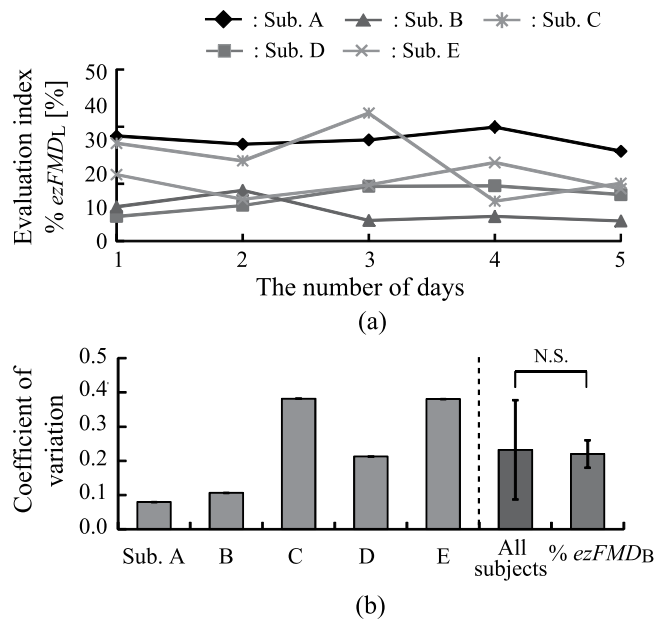 : Sub. A : Sub. B : Sub. C
: Sub. D : Sub. E
Evaluation index
% ezFMDL [%]
50
40
30
20
10
0
1 2 3 4 5
The number of days
(a)
Coefficient of
variation
0.5
0.4
0.3
0.2
0.1
0.0
N.S.
Sub. A B C D E All subjects % ezFMDB
(b)